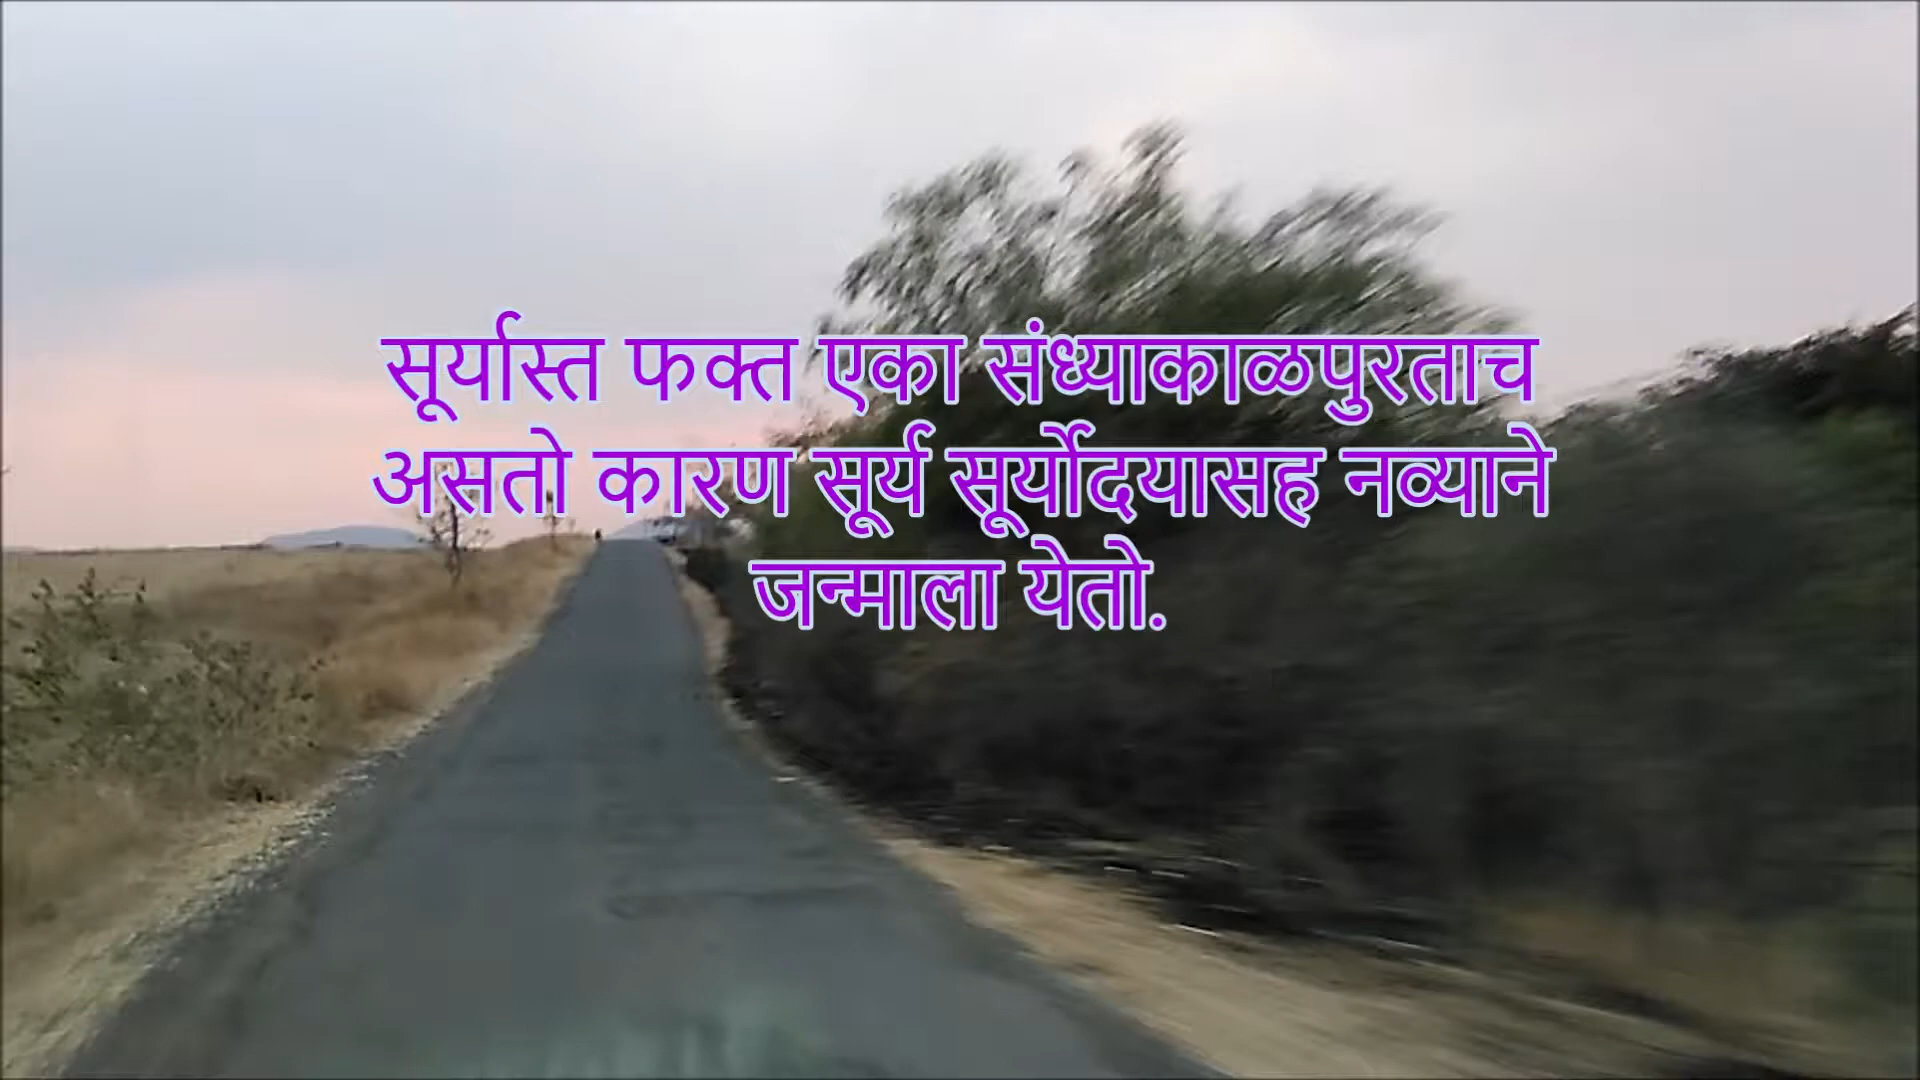 सूर्यास्त फक्त एका संध्याकाळपुरताच
असतो कारण सूर्य सूर्योदयासह नव्याने
जन्माला येतो.